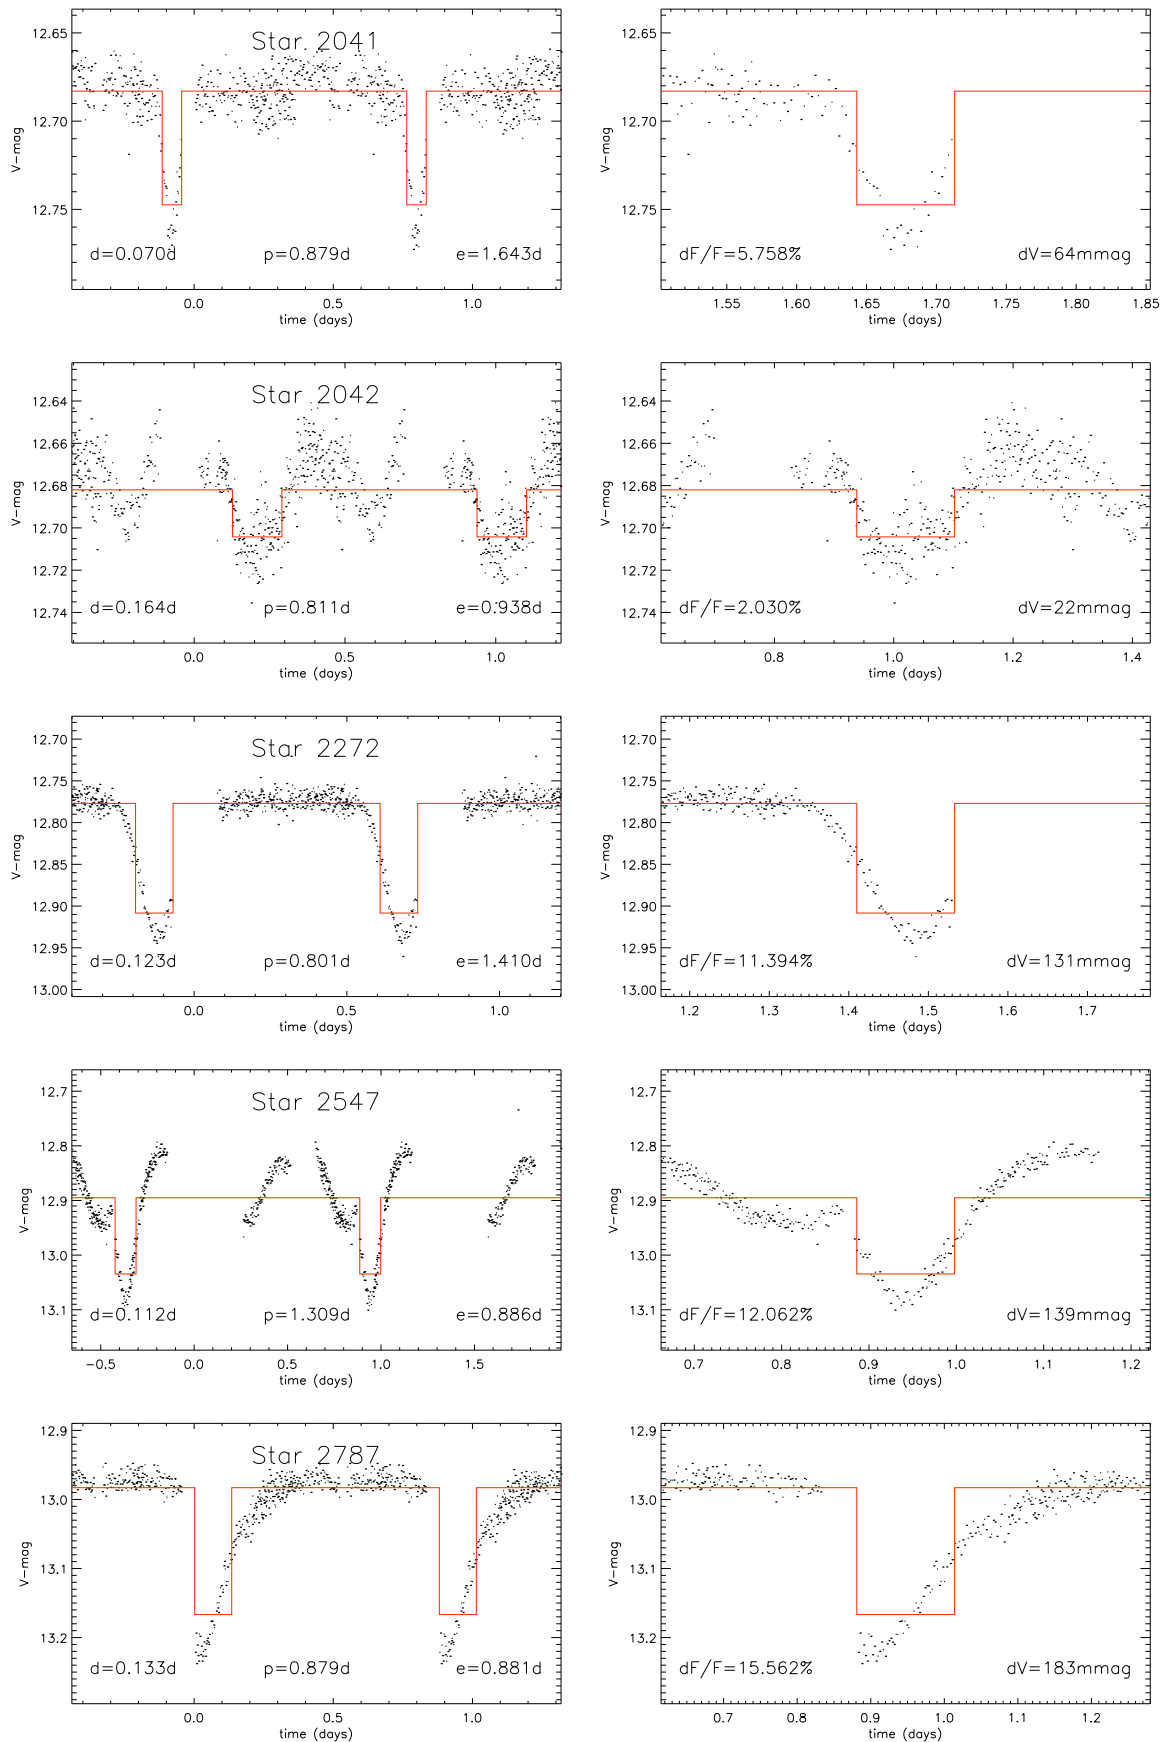 Star 2041
12.65
12.70
12.75
V-mag
d=0.070d p=0.879d e=1.643d
0.0 0.5 1.0
time (days)
12.65
12.70
12.75
V-mag
dF/F=5.758% dV=64mmag
1.55 1.60 1.65 1.70 1.75 1.80 1.85
time (days)
Star 2042
12.64
12.66
12.68
12.70
12.72
12.74
V-mag
d=0.164d p=0.811d e=0.938d
0.0 0.5 1.0
time (days)
12.64
12.66
12.68
12.70
12.72
12.74
V-mag
dF/F=2.030% dV=22mmag
0.8 1.0 1.2 1.4
time (days)
Star 2272
12.70
12.75
12.80
12.85
12.90
12.95
13.00
V-mag
d=0.123d p=0.801d e=1.410d
0.0 0.5 1.0
time (days)
12.70
12.75
12.80
12.85
12.90
12.95
13.00
V-mag
dF/F=11.394% dV=131mmag
1.2 1.3 1.4 1.5 1.6 1.7
time (days)
Star 2547
12.7
12.8
12.9
13.0
13.1
V-mag
d=0.112d p=1.309d e=0.886d
-0.5 0.0 0.5 1.0 1.5
time (days)
12.7
12.8
12.9
13.0
13.1
V-mag
dF/F=12.062% dV=139mmag
0.7 0.8 0.9 1.0 1.1 1.2
time (days)
Star 2787
12.9
13.0
13.1
13.2
V-mag
d=0.133d p=0.879d e=0.881d
0.0 0.5 1.0
time (days)
12.9
13.0
13.1
13.2
V-mag
dF/F=15.562% dV=183mmag
0.7 0.8 0.9 1.0 1.1 1.2
time (days)